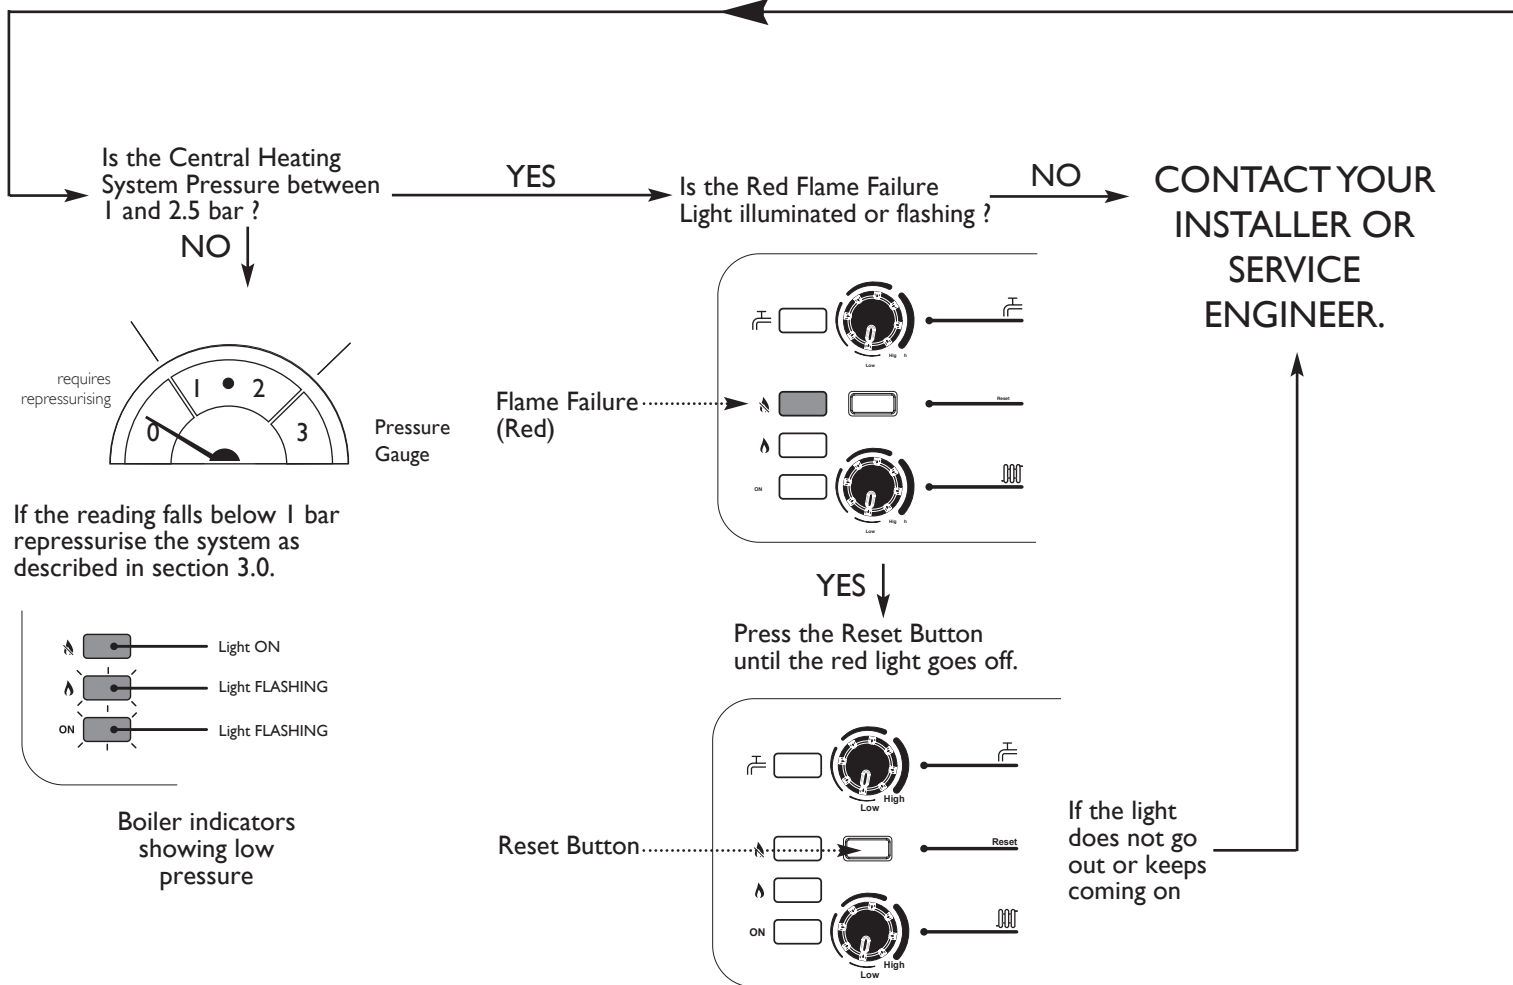 Is the Central Heating
System Pressure between
1 and 2.5 bar ?
YES
NO
Is the Red Flame Failure
Light illuminated or flashing ?
NO
CONTACT YOUR
INSTALLER OR
SERVICE
ENGINEER.
requires
repressurising
0
1
2
3
Pressure
Gauge
If the reading falls below 1 bar
repressurise the system as
described in section 3.0.
Light ON
Light FLASHING
ON
Light FLASHING
Boiler indicators
showing low
pressure
Flame Failure
(Red)
Hig h
Low
Reset
ON
Hig h
Low
YES
Press the Reset Button
until the red light goes off.
High
Low
Reset Button
Reset
ON
High
Low
If the light
does not go
out or keeps
coming on